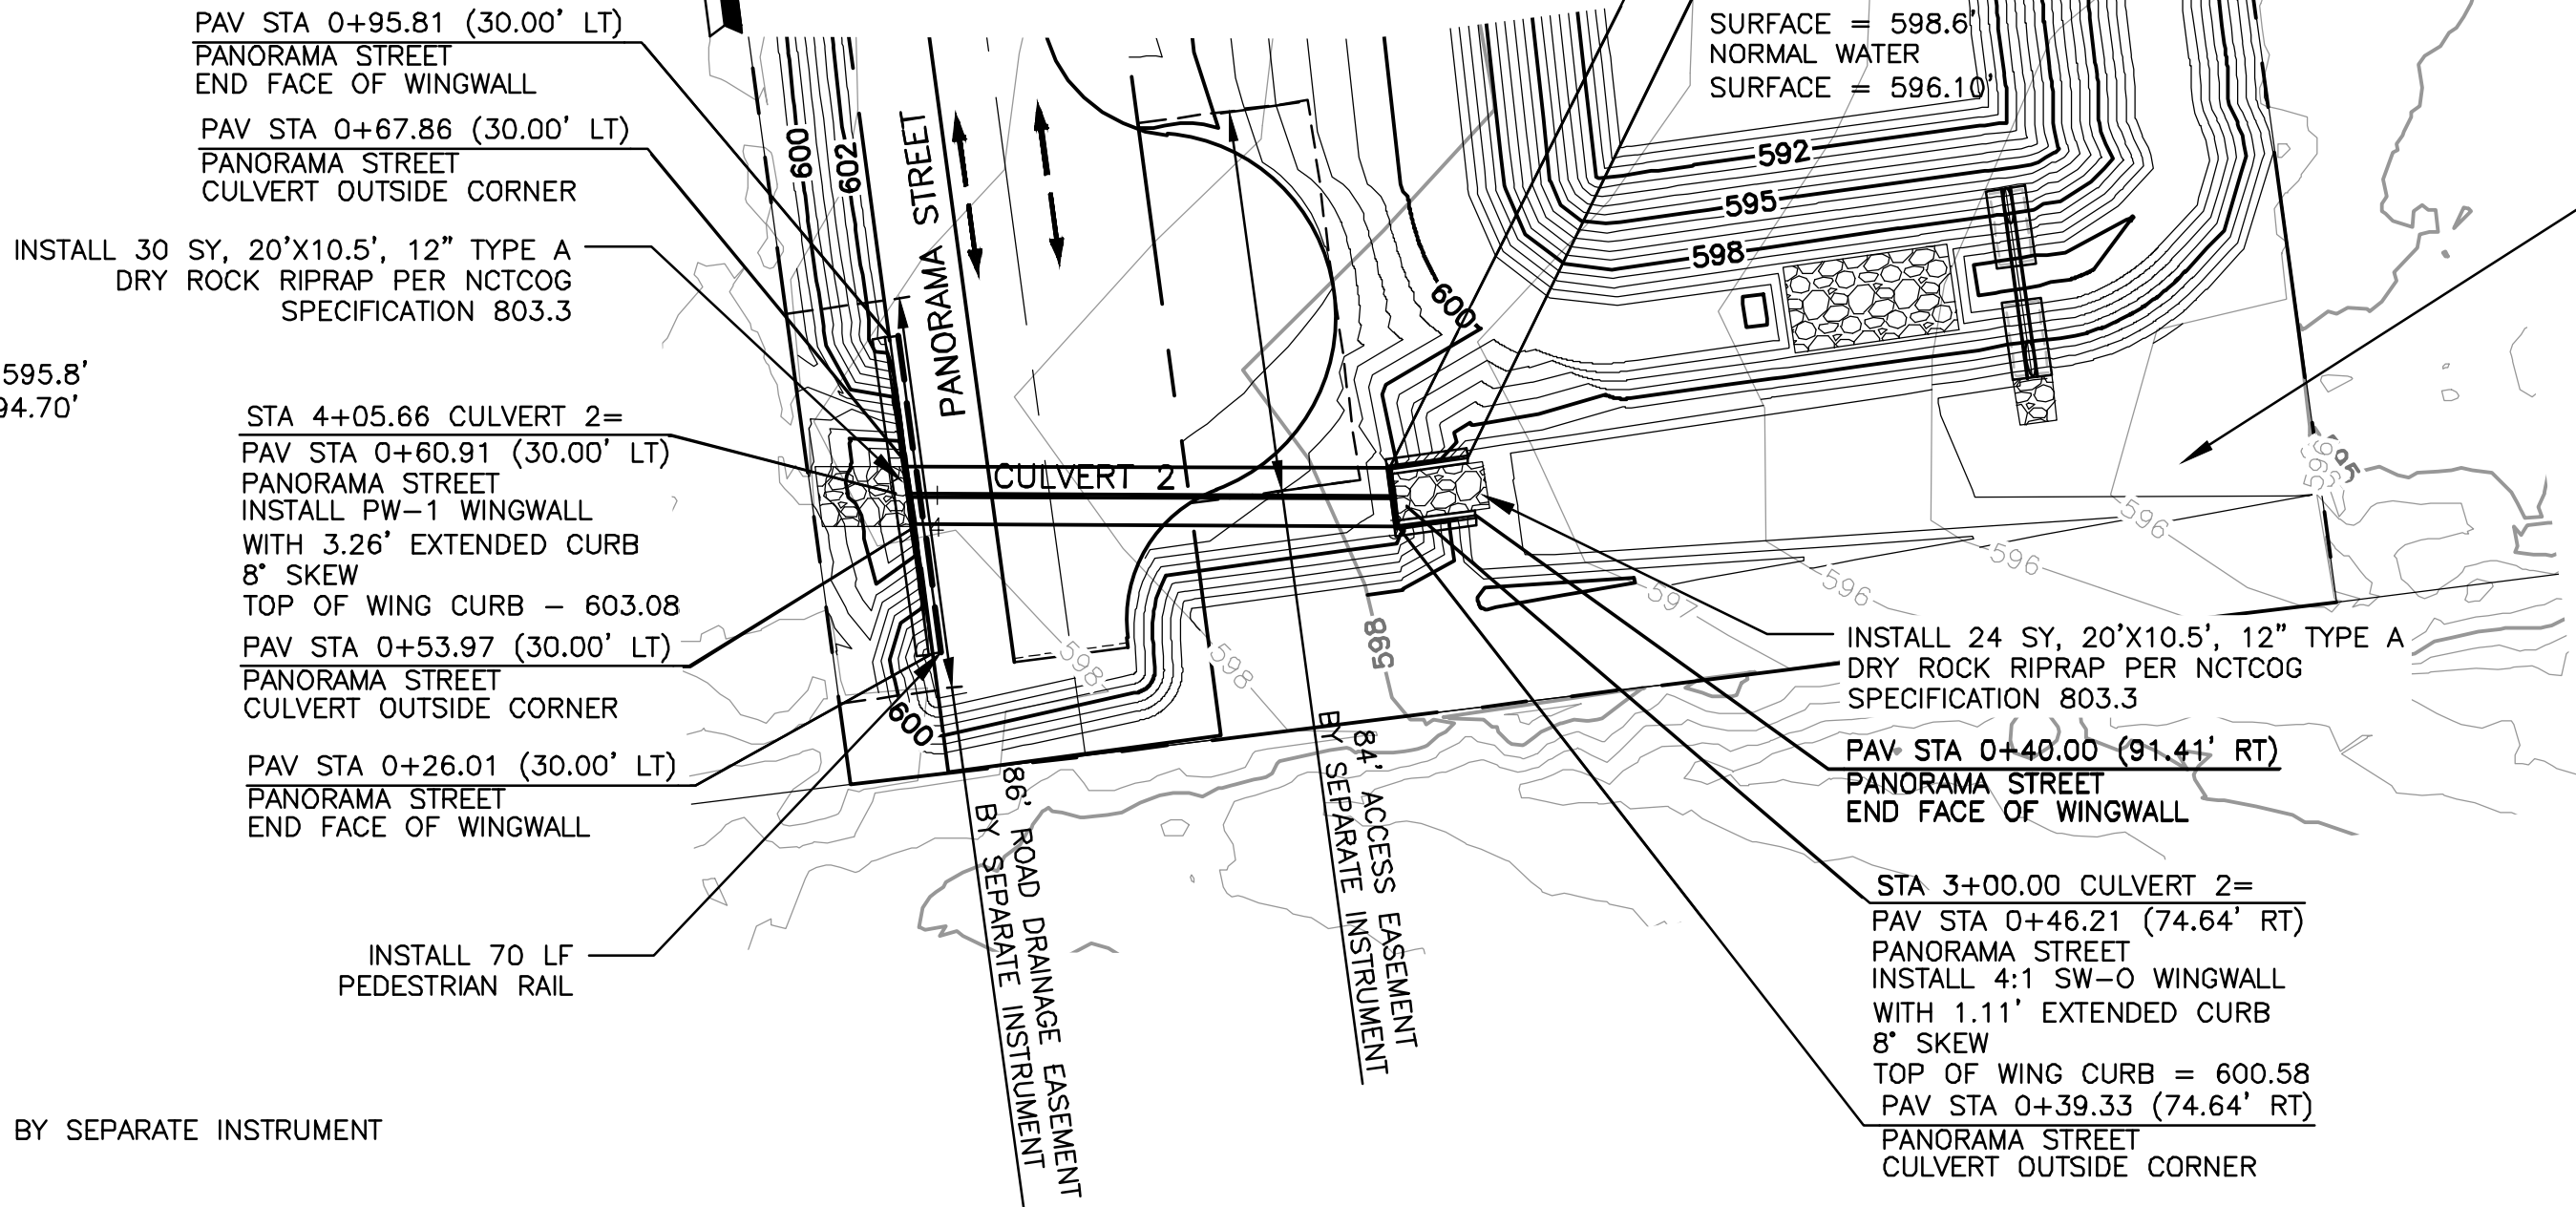 PAV STA 0+95.81 (30.00' LT)
PANORAMA STREET
END FACE OF WINGWALL
PAV STA 0+67.86 (30.00' LT)
PANORAMA STREET
CULVERT OUTSIDE CORNER
INSTALL 30 SY, 20'X10.5', 12" TYPE A
DRY ROCK RIPRAP PER NCTCOG
SPECIFICATION 803.3
595.8'
94.70'
STA 4+05.66 CULVERT 2=
PAV STA 0+60.91 (30.00' LT)
PANORAMA STREET
INSTALL PW-1 WINGWALL
WITH 3.26' EXTENDED CURB
8° SKEW
TOP OF WING CURB - 603.08
PAV STA 0+53.97 (30.00' LT)
PANORAMA STREET
CULVERT OUTSIDE CORNER
PAV STA 0+26.01 (30.00' LT)
PANORAMA STREET
END FACE OF WINGWALL
INSTALL 70 LF
PEDESTRIAN RAIL
BY SEPARATE INSTRUMENT
600
602
PANORAMA STREET
CULVERT 2
600
598
598
598
86' ROAD DRAINAGE EASEMENT
BY SEPARATE INSTRUMENT
84' ACCESS EASEMENT
BY SEPARATE INSTRUMENT
SURFACE = 598.6'
NORMAL WATER
SURFACE = 596.10'
592
595
598
6001
597
596
596
596
595
INSTALL 24 SY, 20'X10.5', 12" TYPE A
DRY ROCK RIPRAP PER NCTCOG
SPECIFICATION 803.3
PAV STA 0+40.00 (91.41' RT)
PANORAMA STREET
END FACE OF WINGWALL
STA 3+00.00 CULVERT 2=
PAV STA 0+46.21 (74.64' RT)
PANORAMA STREET
INSTALL 4:1 SW-0 WINGWALL
WITH 1.11' EXTENDED CURB
8° SKEW
TOP OF WING CURB = 600.58
PAV STA 0+39.33 (74.64' RT)
PANORAMA STREET
CULVERT OUTSIDE CORNER